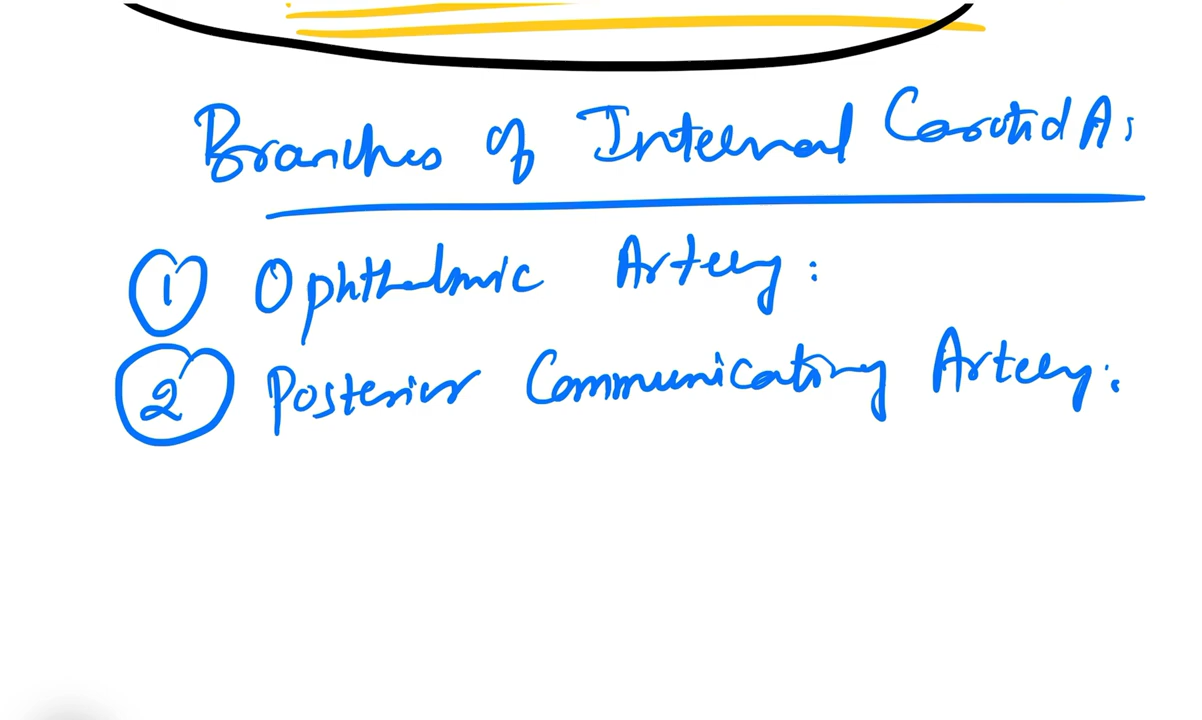 Branches of Internal Carotid A:
1 Ophthalmic Artery:
2 Posterior Communicating Artery: